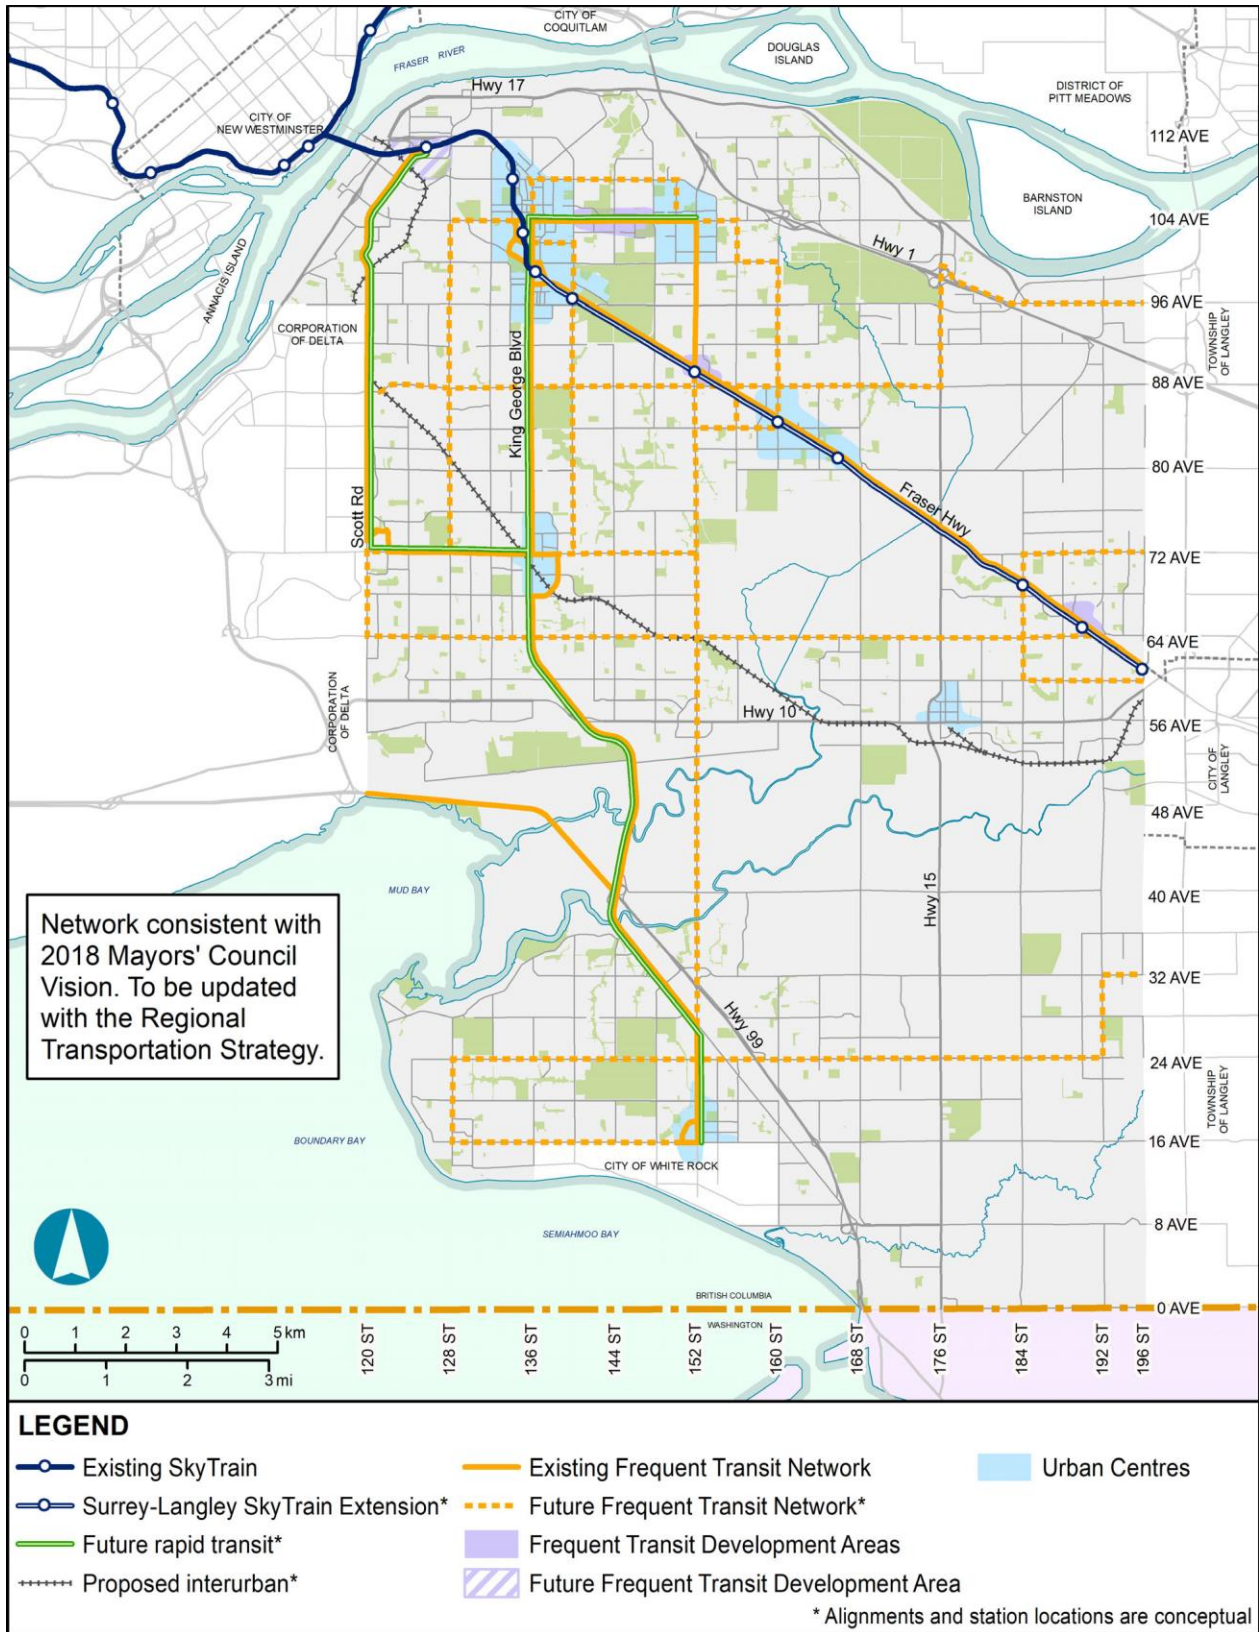 CITY OF
COQUITLAM
FRASER RIVER
DOUGLAS
ISLAND
Hwy 17
DISTRICT OF
PITT MEADOWS
CITY OF
NEW WESTMINSTER
112 AVE
BARNSTON
ISLAND
104 AVE
Hwy 1
ANNACIS ISLAND
96 AVE
CORPORATION
OF DELTA
TOWNSHIP
OF LANGLEY
King George Blvd
88 AVE
80 AVE
Scott Rd
Fraser Hwy
72 AVE
64 AVE
CORPORATION
OF DELTA
Hwy 10
56 AVE
CITY OF
LANGLEY
48 AVE
MUD BAY
Hwy 15
40 AVE
Network consistent with
2018 Mayors' Council
Vision. To be updated
with the Regional
Transportation Strategy.
32 AVE
Hwy 99
24 AVE
TOWNSHIP
OF LANGLEY
BOUNDARY BAY
16 AVE
CITY OF WHITE ROCK
8 AVE
SEMIAHMOO BAY
BRITISH COLUMBIA
0 AVE
WASHINGTON
0 1 2 3 4 5 km
0 1 2 3 mi
120 ST
128 ST
136 ST
144 ST
152 ST
160 ST
168 ST
176 ST
184 ST
192 ST
196 ST
LEGEND
Existing SkyTrain
Surrey-Langley SkyTrain Extension*
Future rapid transit*
Proposed interurban*
Existing Frequent Transit Network
Future Frequent Transit Network*
Frequent Transit Development Areas
Future Frequent Transit Development Area
Urban Centres
* Alignments and station locations are conceptual